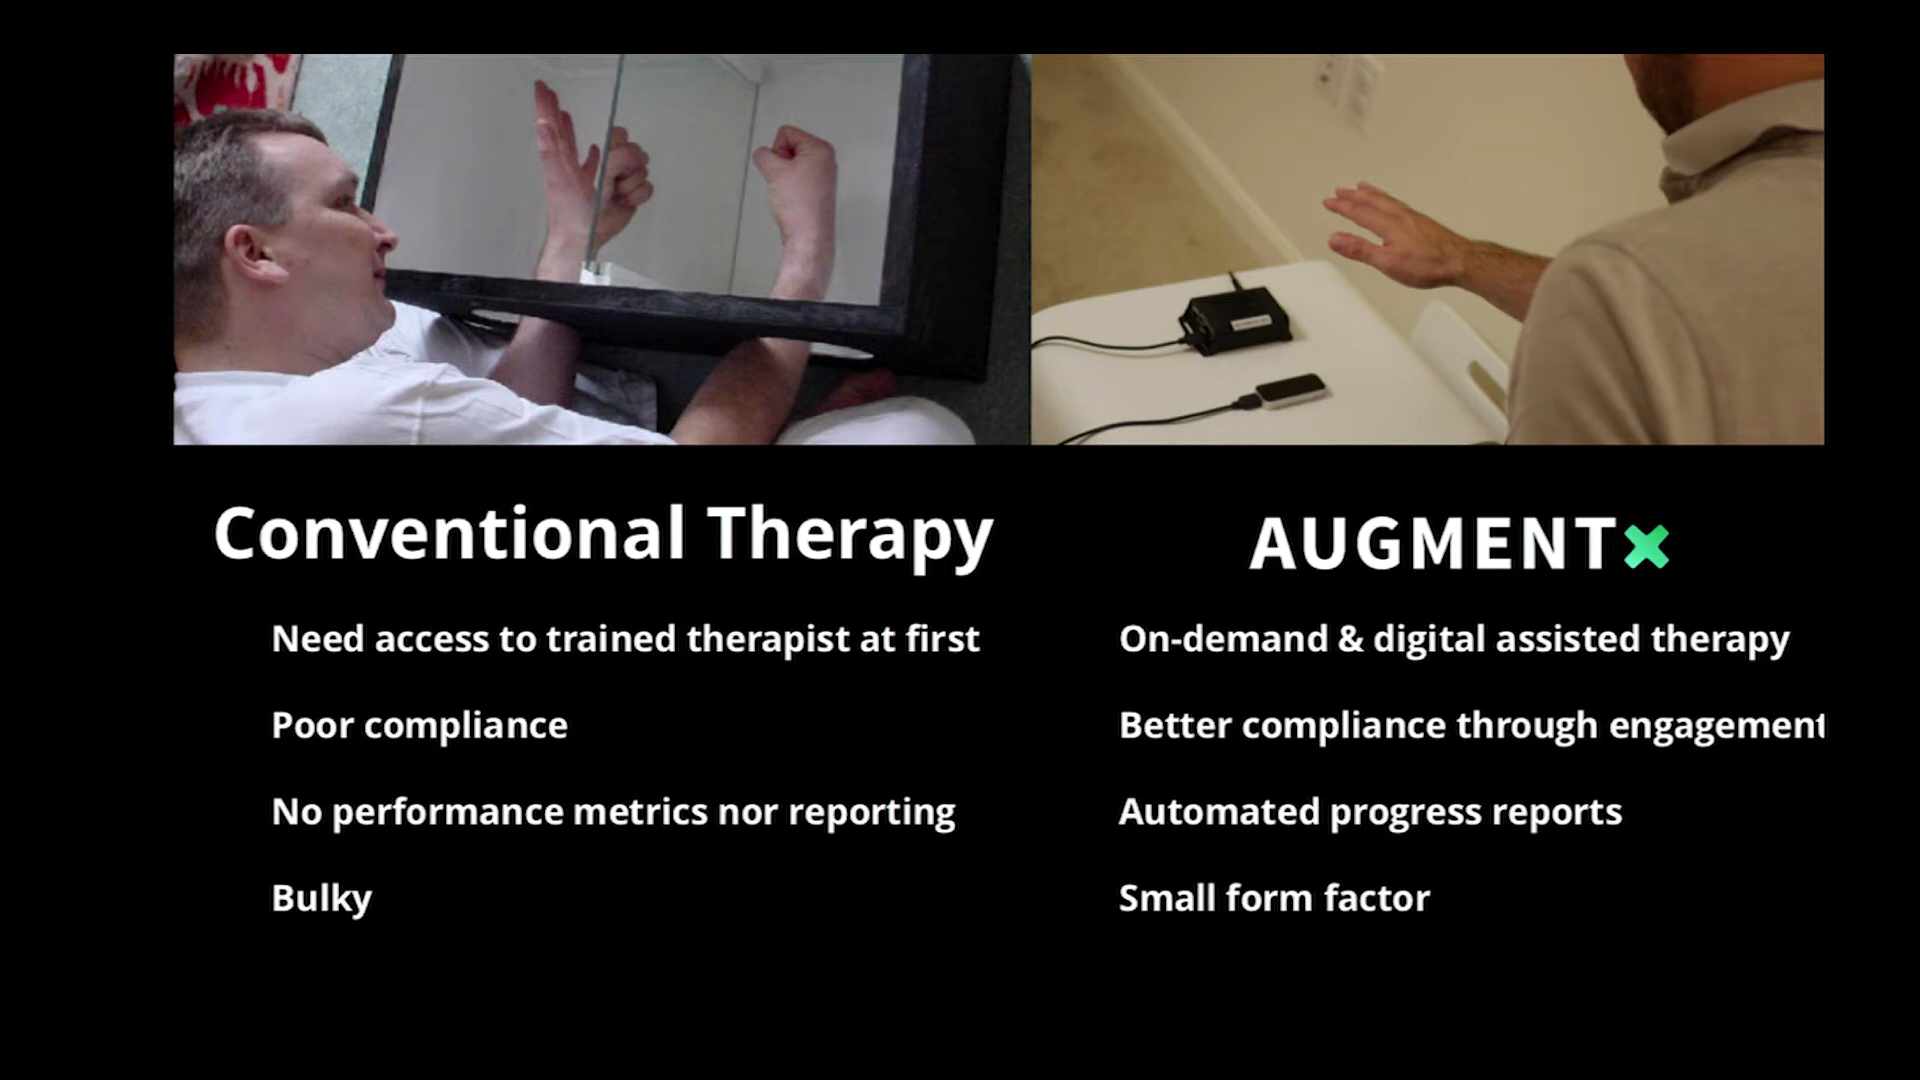 Conventional Therapy
Need access to trained therapist at first
Poor compliance
No performance metrics nor reporting
Bulky
AUGMENTx
On-demand & digital assisted therapy
Better compliance through engagement
Automated progress reports
Small form factor